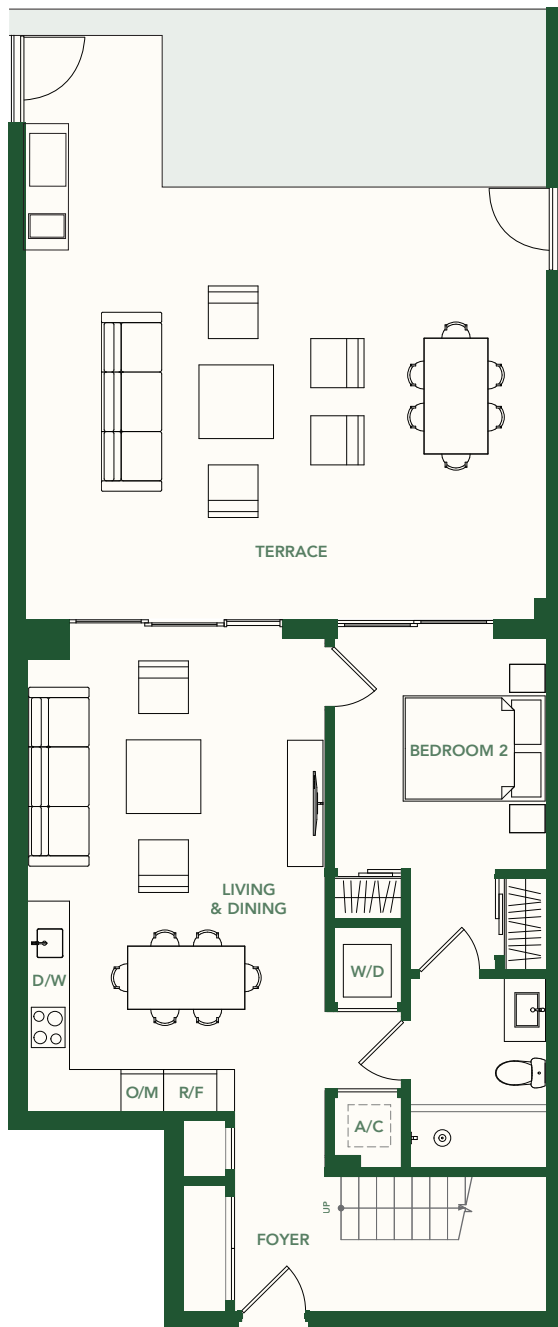 TERRACE
BEDROOM 2
LIVING
& DINING
D/W
W/D
O/M
R/F
A/C
UP
FOYER